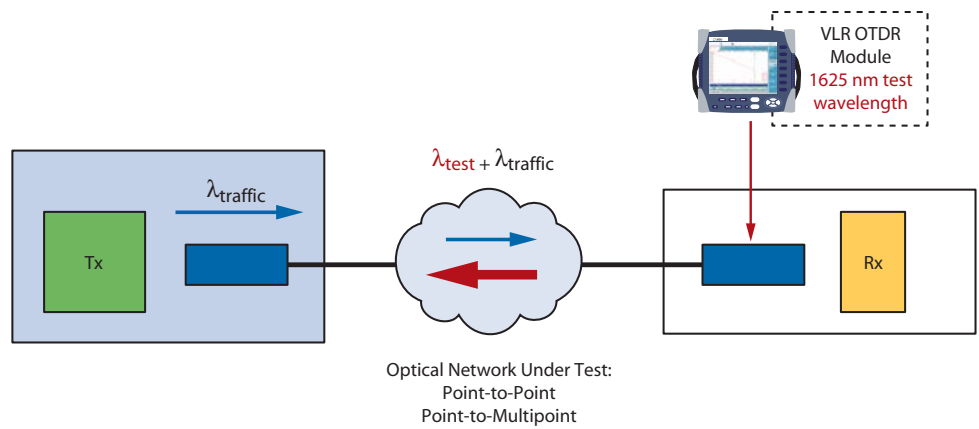 VLR OTDR
Module
1625 nm test
wavelength
λtest + λtraffic
λtraffic
Tx
Rx
Optical Network Under Test:
Point-to-Point
Point-to-Multipoint